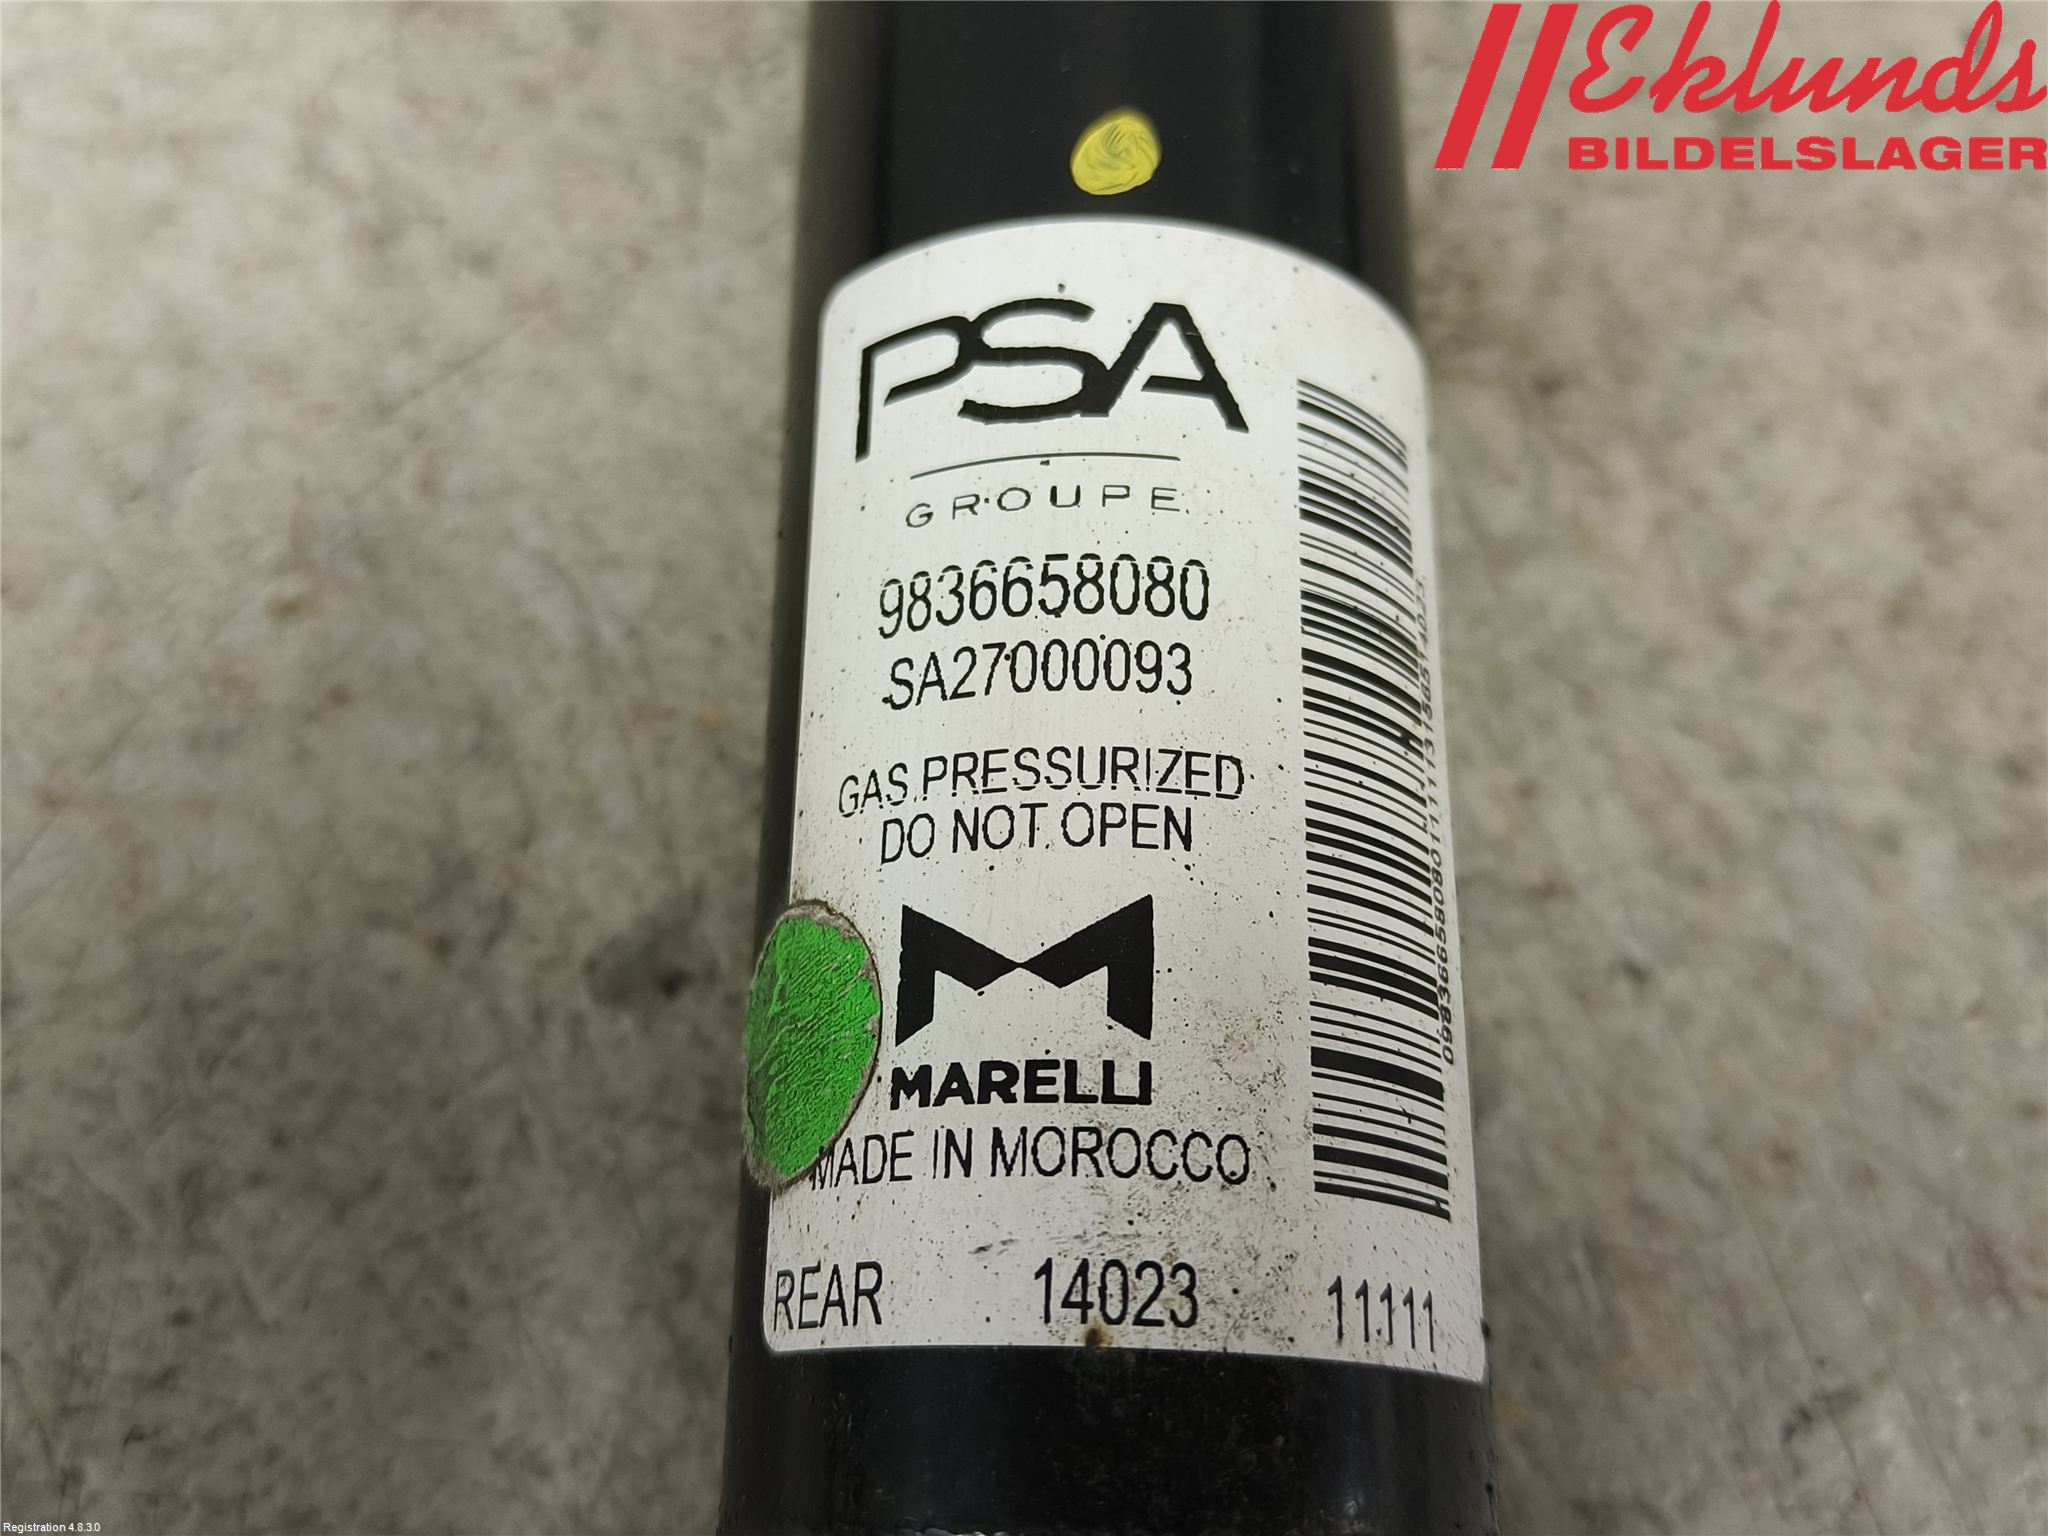 Eklunds
BILDELSLAGER
PSA
GROUPE
9836658080
SA27000093
GAS PRESSURIZED
DO NOT OPEN
MARELLI
MADE IN MOROCCO
REAR 14023 11111
Registration 4.8.3.0